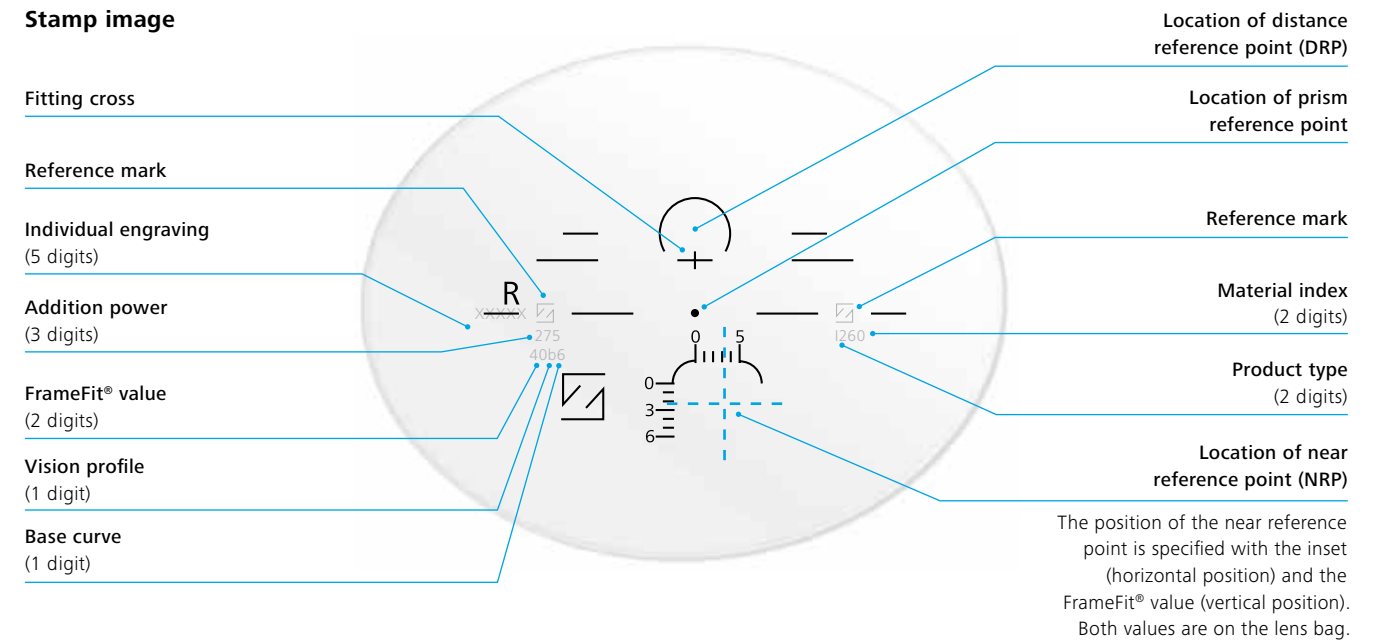 Stamp image
Fitting cross
Reference mark
Individual engraving
(5 digits)
Addition power
(3 digits)
FrameFit® value
(2 digits)
Vision profile
(1 digit)
Base curve
(1 digit)
R
XXXXX
275
40b6
0 5
0
3
6
I260
Location of distance
reference point (DRP)
Location of prism
reference point
Reference mark
Material index
(2 digits)
Product type
(2 digits)
Location of near
reference point (NRP)
The position of the near reference
point is specified with the inset
(horizontal position) and the
FrameFit® value (vertical position).
Both values are on the lens bag.